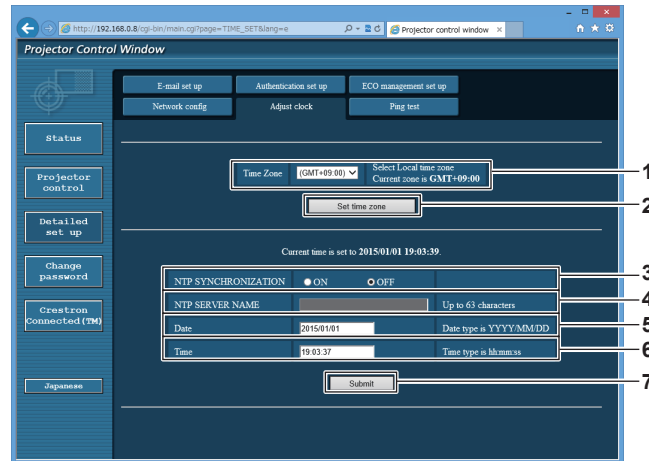 http://192.168.0.8/cgi-bin/main.cgi?page=TIME_SET&lang=e
Projector control window
Projector Control Window
E-mail set up
Authentication set up
ECO management set up
Network config
Adjust clock
Ping test
Status
Projector control
Detailed set up
Change password
Crestron Connected(TM)
Japanese
Time Zone
(GMT+09:00)
Select Local time zone
Current zone is GMT+09:00
1
Set time zone
2
Current time is set to 2015/01/01 19:03:39.
NTP SYNCHRONIZATION ON OFF
3
NTP SERVER NAME Up to 63 characters
4
Date 2015/01/01 Date type is YYYY/MM/DD
5
Time 19:03:37 Time type is hh:mm:ss
6
Submit
7